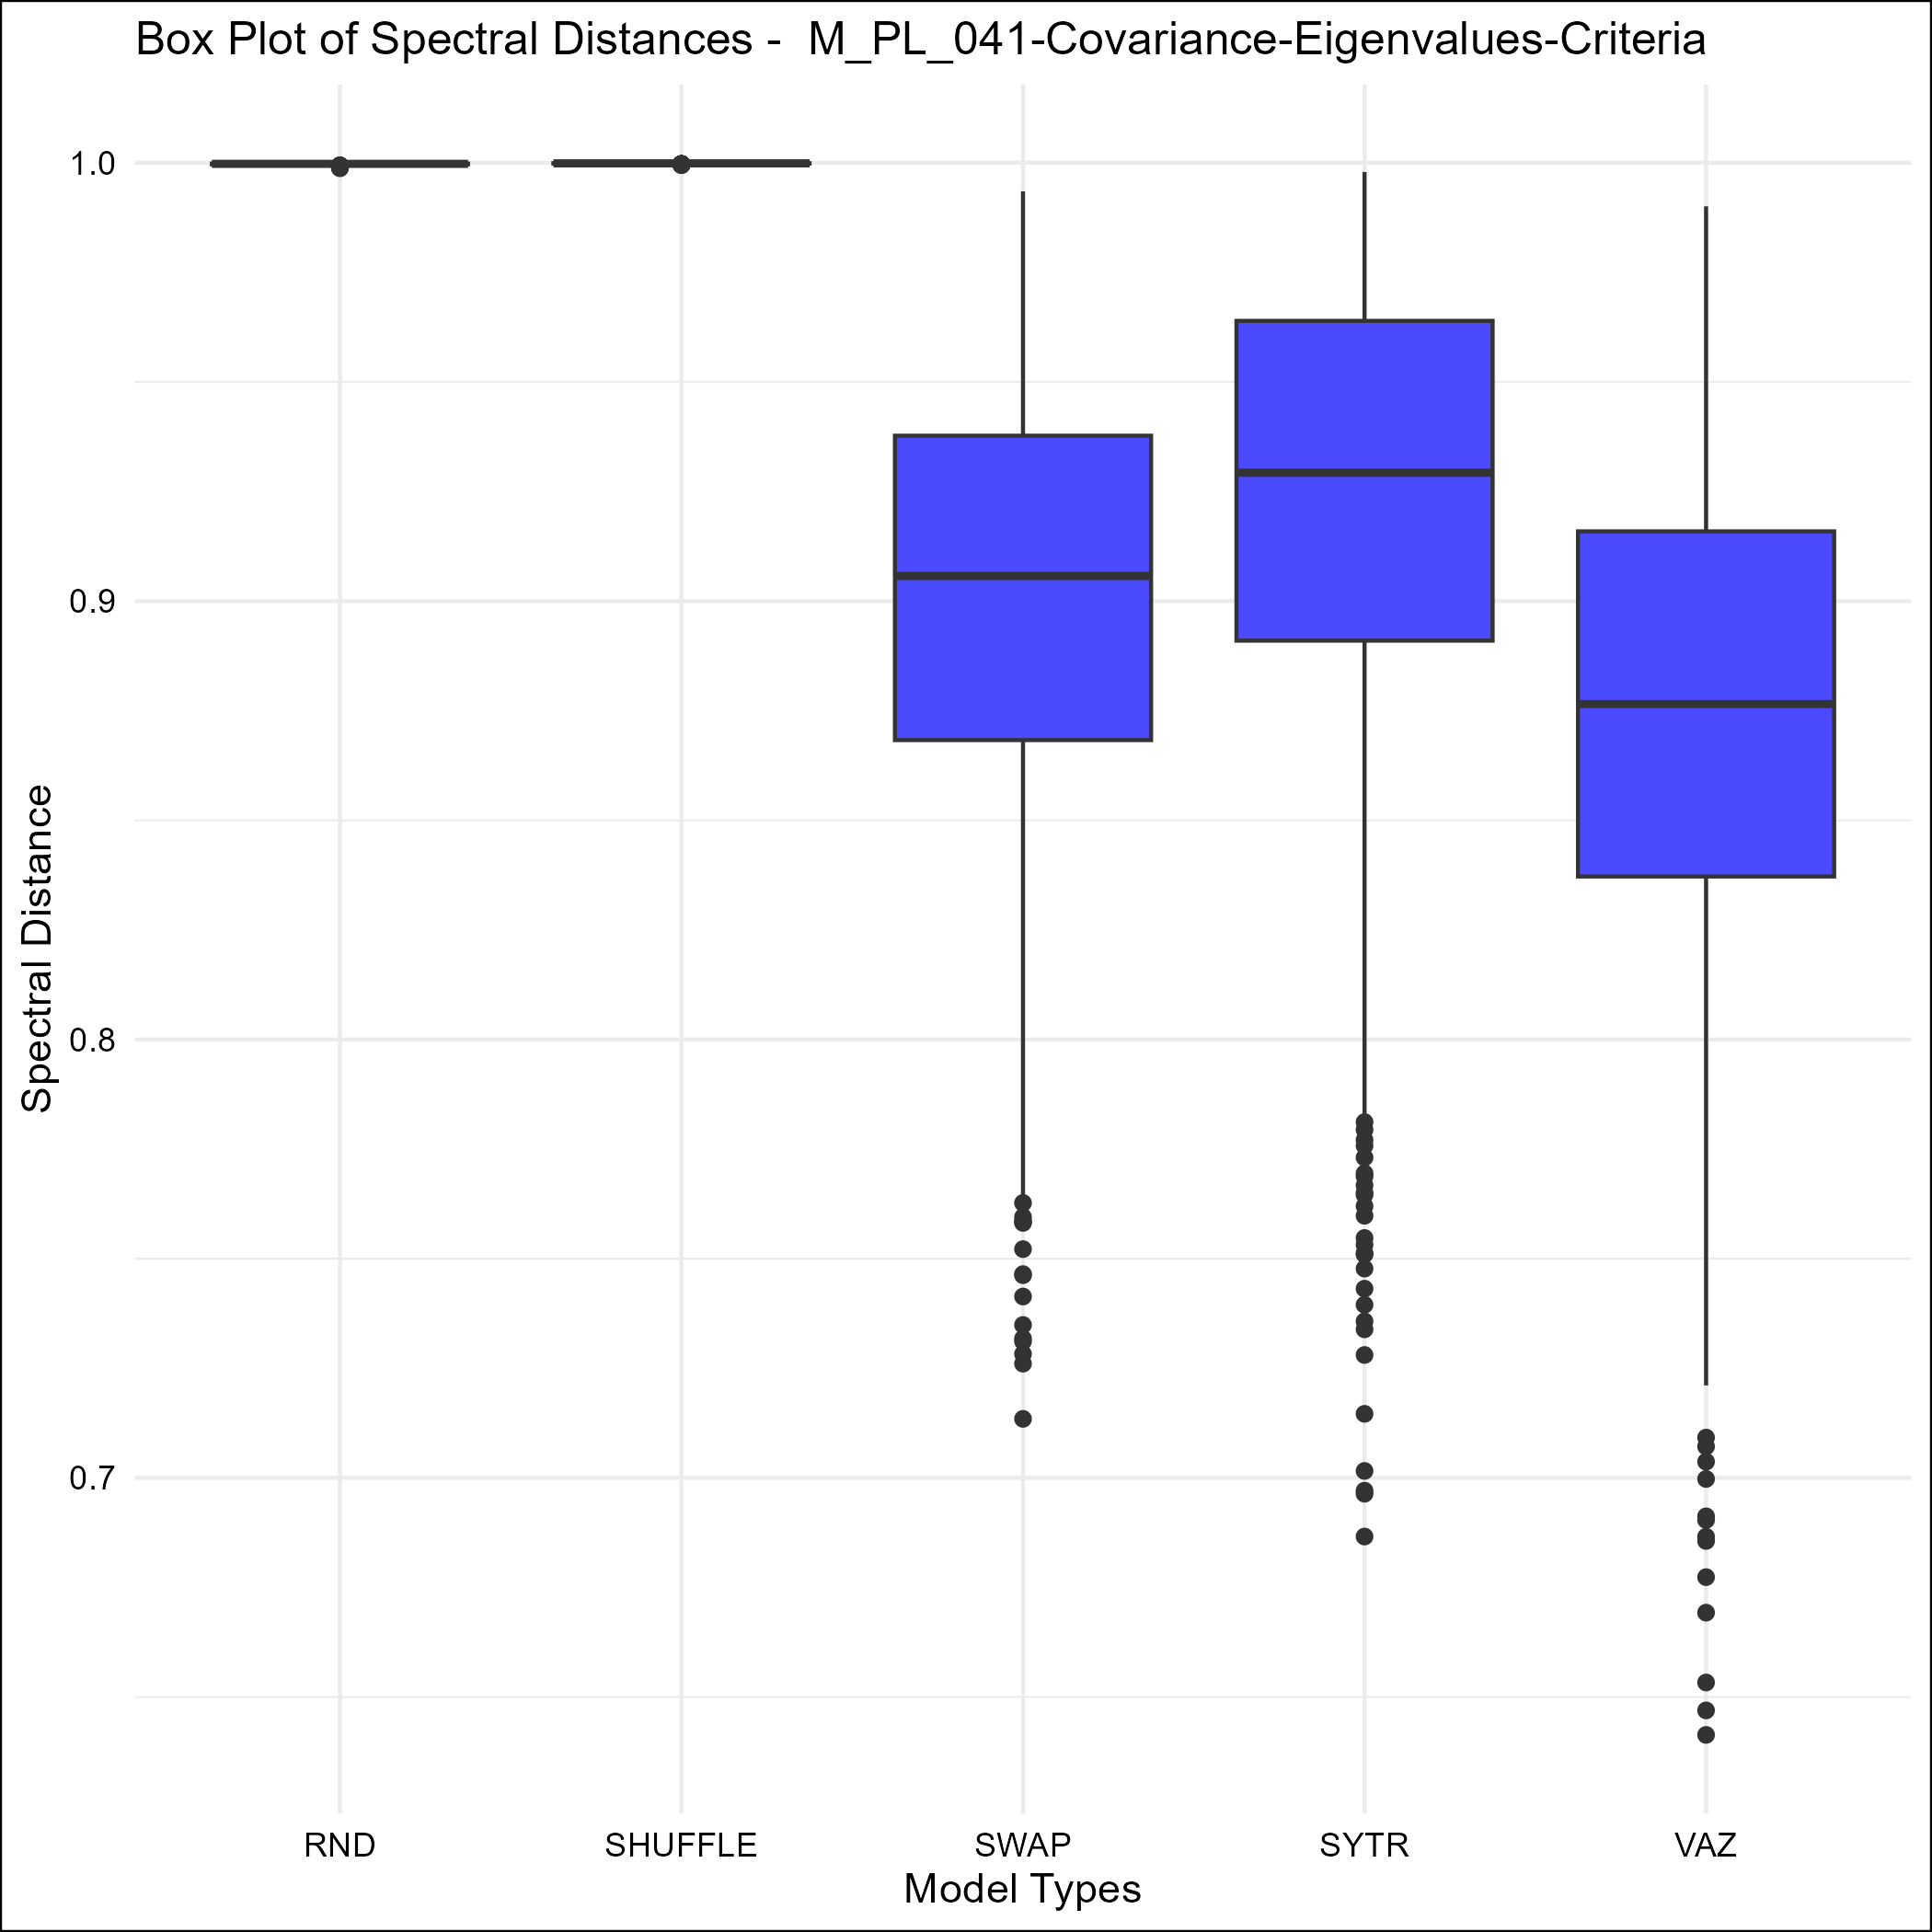 Box Plot of Spectral Distances -  M_PL_041-Covariance-Eigenvalues-Criteria
1.0
0.9
0.8
0.7
Spectral Distance
RND SHUFFLE SWAP SYTR VAZ
Model Types